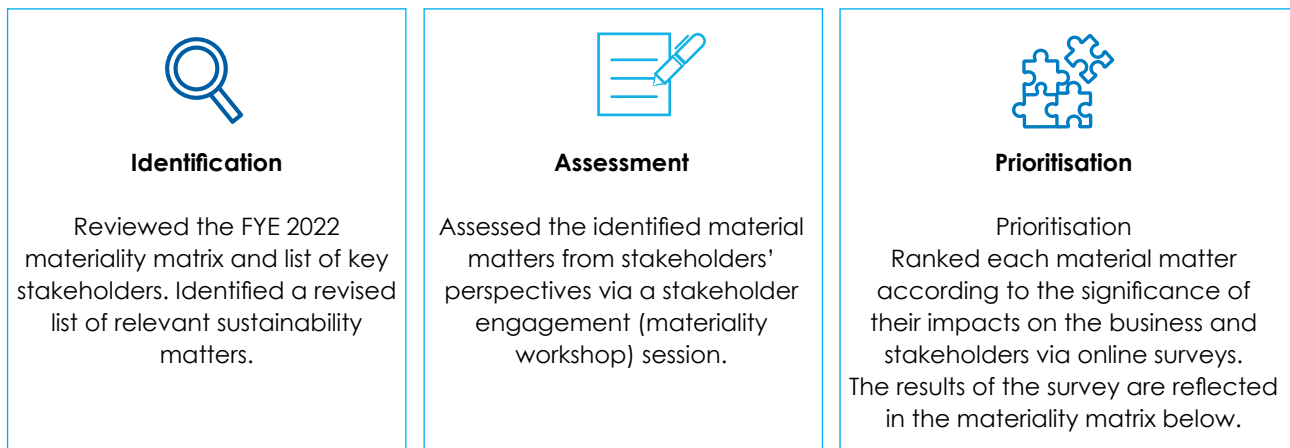 Identification
Reviewed the FYE 2022
materiality matrix and list of key
stakeholders. Identified a revised
list of relevant sustainability
matters.
Assessment
Assessed the identified material
matters from stakeholders’
perspectives via a stakeholder
engagement (materiality
workshop) session.
Prioritisation
Prioritisation
Ranked each material matter
according to the significance of
their impacts on the business and
stakeholders via online surveys.
The results of the survey are reflected
in the materiality matrix below.